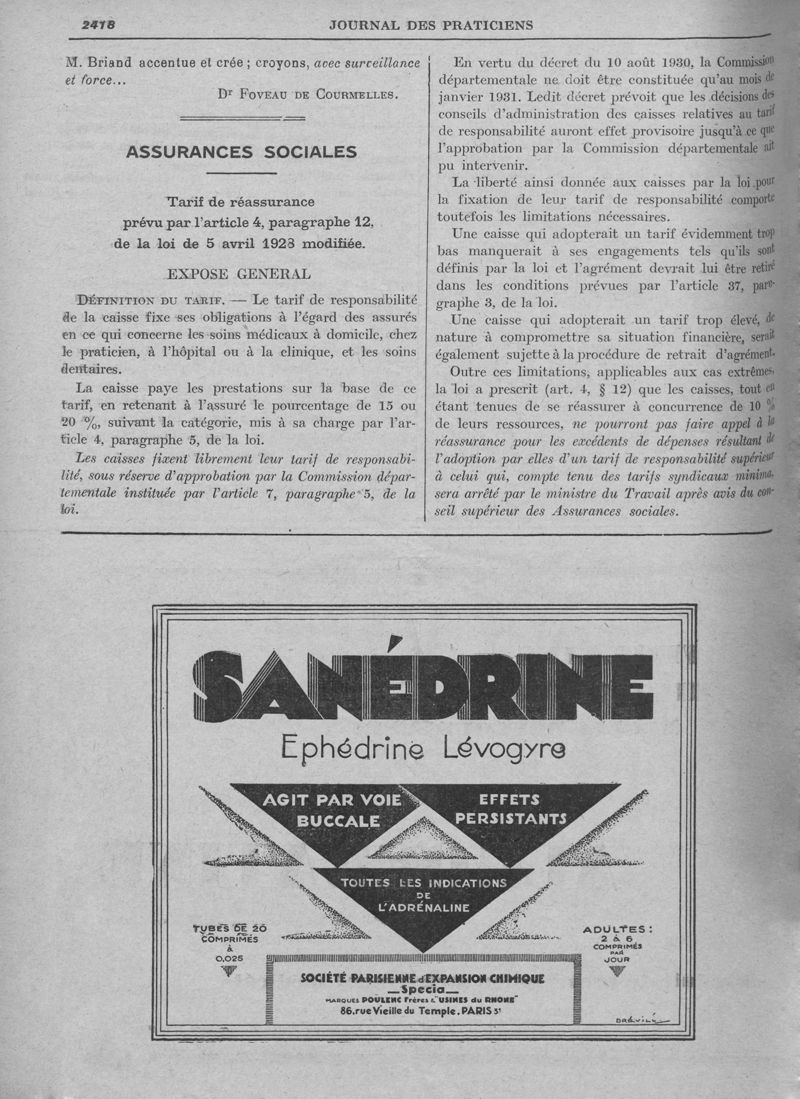 2418
JOURNAL DES PRATICIENS
M. Briand accentue et crée ; croyons, avec surveillance
et force...
Dr FOVEAU DE COURMELLES.
ASSURANCES SOCIALES
Tarif de réassurance
prévu par l'article 4, paragraphe 12,
de la loi de 5 avril 1928 modifiée.
EXPOSE GENERAL
DÉFINITION DU TARIF. — Le tarif de responsabilité
de la caisse fixe ses obligations à l'égard des assurés
en ce qui concerne les soins médicaux à domicile, chez
le praticien, à l'hôpital ou à la clinique, et les soins
dentaires.
La caisse paye les prestations sur la base de ce
tarif, en retenant à l'assuré le pourcentage de 15 ou
20 %, suivant la catégorie, mis à sa charge par l'ar-
ticle 4, paragraphe 5, de la loi.
Les caisses fixent librement leur tarif de responsabi-
lité, sous réserve d'approbation par la Commission dépar-
tementale instituée par l'article 7, paragraphe 5, de la
loi.
En vertu du décret du 10 août 1930, la Commission
départementale ne doit être constituée qu'au mois de
janvier 1931. Ledit décret prévoit que les décisions des
conseils d'administration des caisses relatives au tarif
de responsabilité auront effet provisoire jusqu'à ce que
l'approbation par la Commission départementale ait
pu intervenir.
La liberté ainsi donnée aux caisses par la loi pour
la fixation de leur tarif de responsabilité comporte
toutefois les limitations nécessaires.
Une caisse qui adopterait un tarif évidemment trop
bas manquerait à ses engagements tels qu'ils sont
définis par la loi et l'agrément devrait lui être retiré
dans les conditions prévues par l'article 37, para-
graphe 3, de la loi.
Une caisse qui adopterait un tarif trop élevé, de
nature à compromettre sa situation financière, serait
également sujette à la procédure de retrait d'agrément.
Outre ces limitations, applicables aux cas extrêmes,
la loi a prescrit (art. 4, § 12) que les caisses, tout en
étant tenues de se réassurer à concurrence de 10 %
de leurs ressources, ne pourront pas faire appel à la
réassurance pour les excédents de dépenses résultant de
l'adoption par elles d'un tarif de responsabilité supérieur
à celui qui, compte tenu des tarifs syndicaux minima,
sera arrêté par le ministre du Travail après avis du con-
seil supérieur des Assurances sociales.
SANÉDRINE
Ephédrine Lévogyre
AGIT PAR VOIE
BUCCALE
EFFETS
PERSISTANTS
TOUTES LES INDICATIONS
DE
L'ADRÉNALINE
TUBES DE 20
COMPRIMÉS
à
0,025
ADULTES :
2 à 6
COMPRIMÉS
PAR
JOUR
SOCIÉTÉ PARISIENNE d'EXPANSION CHIMIQUE
_Specia_
MARQUES POULENC Frères & "USINES du RHONE"
86, rue Vieille du Temple, PARIS 3e
DRÉVILL